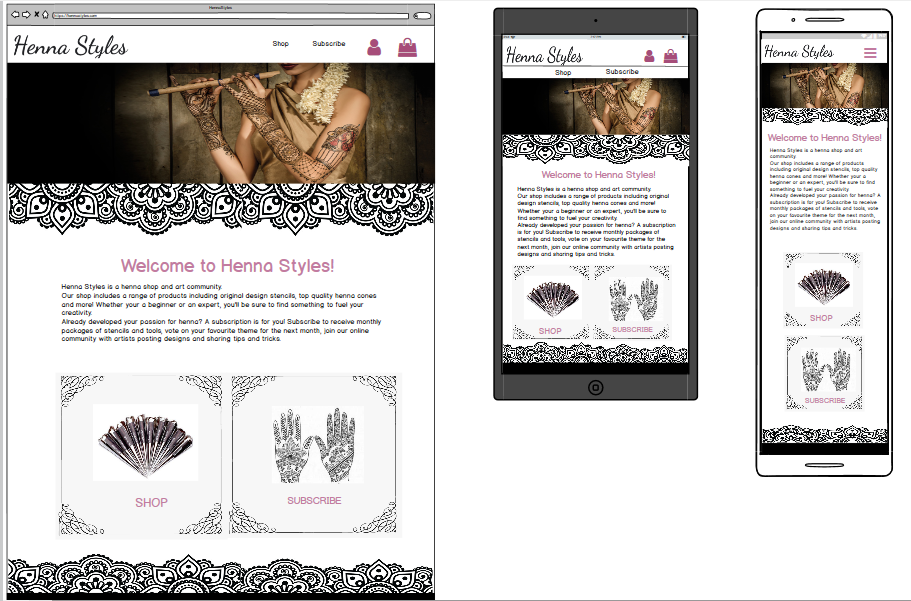 HennaStyles
https://hennastyles.com
Henna Styles
Shop
Subscribe
Welcome to Henna Styles!
Henna Styles is a henna shop and art community.
Our shop includes a range of products including original design stencils, top quality henna cones
and more! Whether your a beginner or an expert, you'll be sure to find something to fuel your
creativity.
Already developed your passion for henna? A subscription is for you! Subscribe to receive monthly
packages of stencils and tools, vote on your favourite theme for the next month, join our online
community with artists posting designs and sharing tips and tricks.
SHOP
SUBSCRIBE
Henna Styles
Shop
Subscribe
Welcome to Henna Styles!
Henna Styles is a henna shop and art community.
Our shop includes a range of products including original design
stencils, top quality henna cones and more!
Whether your a beginner or an expert, you'll be sure to
find something to fuel your creativity.
Already developed your passion for henna? A subscription
is for you! Subscribe to receive monthly packages of
stencils and tools, vote on your favourite theme for the
next month, join our online community with artists posting
designs and sharing tips and tricks.
SHOP
SUBSCRIBE
Henna Styles
Welcome to Henna Styles!
Henna Styles is a henna shop and art
community.
Our shop includes a range of products
including original design stencils, top quality
henna cones and more! Whether your a
beginner or an expert, you'll be sure to find
something to fuel your creativity.
Already developed your passion for henna? A
subscription is for you! Subscribe to receive
monthly packages of stencils and tools, vote
on your favourite theme for the next month,
join our online community with artists posting
designs and sharing tips and tricks.
SHOP
SUBSCRIBE